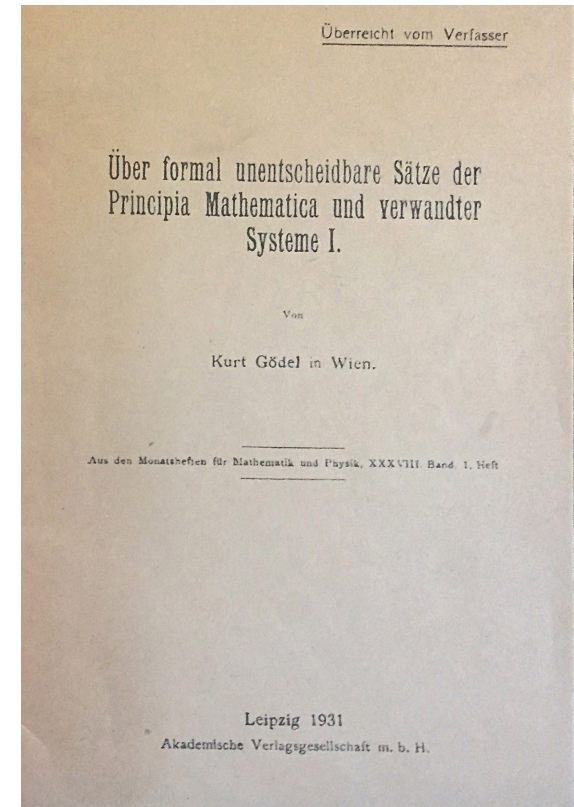 Überreicht vom Verfasser
Über formal unentscheidbare Sätze der
Principia Mathematica und verwandter
Systeme I.
Von
Kurt Gödel in Wien.
Aus den Monatsheften für Mathematik und Physik, XXXVIII. Band. 1. Heft
Leipzig 1931
Akademische Verlagsgesellschaft m. b. H.